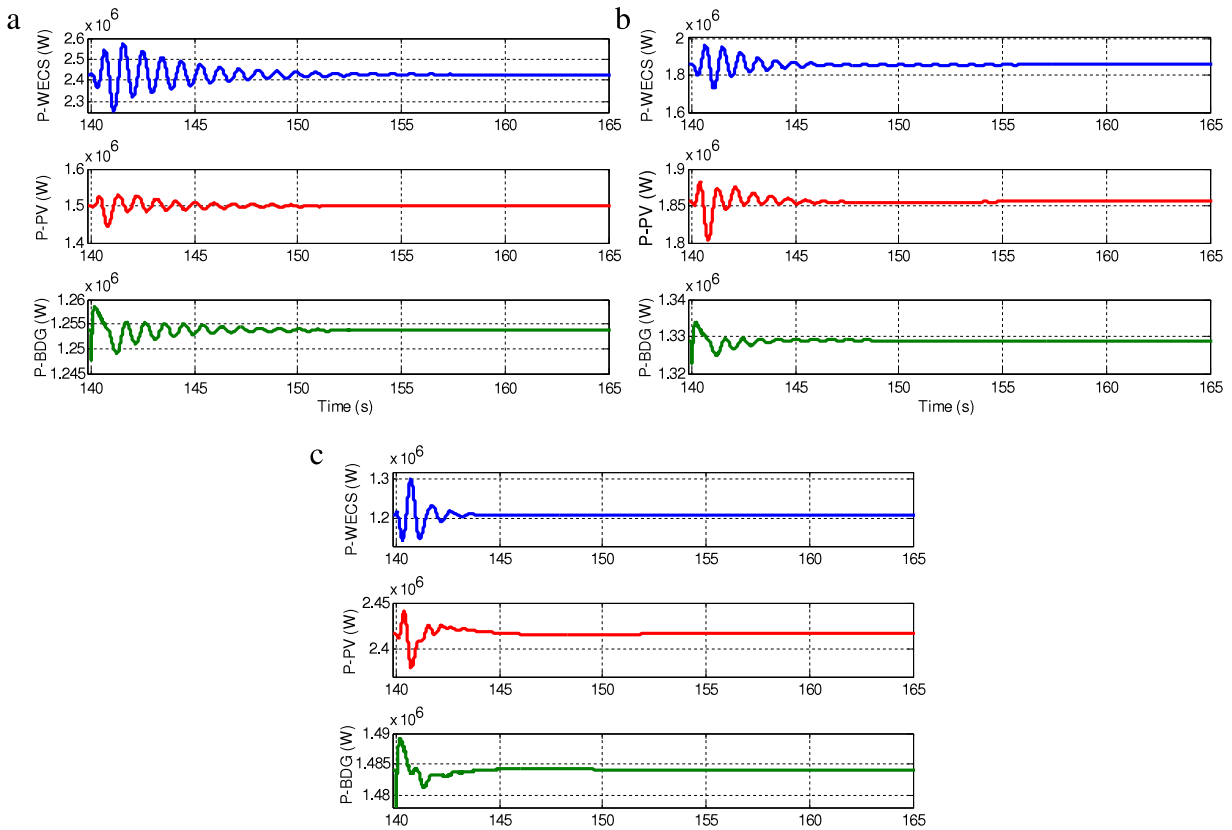 a
x 10^6
P-WECS (W)
2.6
2.5
2.4
2.3
140 145 150 155 160 165
x 10^6
P-PV (W)
1.6
1.5
1.4
140 145 150 155 160 165
x 10^6
P-BDG (W)
1.26
1.255
1.25
1.245
140 145 150 155 160 165
Time (s)
b
x 10^6
P-WECS (W)
2
1.8
1.6
140 145 150 155 160 165
x 10^6
P-PV (W)
1.9
1.85
1.8
140 145 150 155 160 165
x 10^6
P-BDG (W)
1.34
1.33
1.32
140 145 150 155 160 165
Time (s)
c
x 10^6
P-WECS (W)
1.3
1.2
140 145 150 155 160 165
x 10^6
P-PV (W)
2.45
2.4
140 145 150 155 160 165
x 10^6
P-BDG (W)
1.49
1.485
1.48
140 145 150 155 160 165